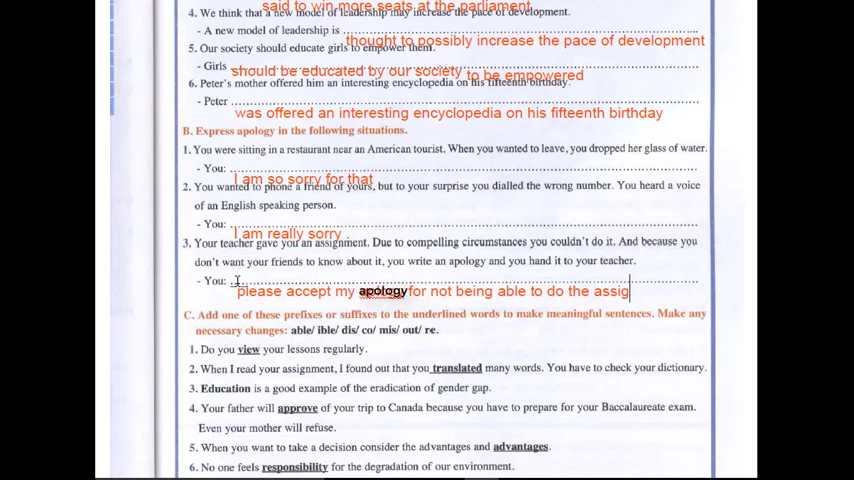 said to win more seats at the parliament
4. We think that a new model of leadership may increase the pace of development.
- A new model of leadership is
thought to possibly increase the pace of development
5. Our society should educate girls to empower them.
- Girls
should be educated by our society to be empowered
6. Peter's mother offered him an interesting encyclopedia on his fifteenth birthday.
- Peter
was offered an interesting encyclopedia on his fifteenth birthday
B. Express apology in the following situations.
1. You were sitting in a restaurant near an American tourist. When you wanted to leave, you dropped her glass of water.
- You:
I am so sorry for that
2. You wanted to phone a friend of yours, but to your surprise you dialled the wrong number. You heard a voice
of an English speaking person.
- You:
I am really sorry
3. Your teacher gave you an assignment. Due to compelling circumstances you couldn't do it. And because you
don't want your friends to know about it, you write an apology and you hand it to your teacher.
- You:
please accept my apology for not being able to do the assig
C. Add one of these prefixes or suffixes to the underlined words to make meaningful sentences. Make any
necessary changes: able/ ible/ dis/ co/ mis/ out/ re.
1. Do you view your lessons regularly.
2. When I read your assignment, I found out that you translated many words. You have to check your dictionary.
3. Education is a good example of the eradication of gender gap.
4. Your father will approve of your trip to Canada because you have to prepare for your Baccalaureate exam.
Even your mother will refuse.
5. When you want to take a decision consider the advantages and advantages.
6. No one feels responsibility for the degradation of our environment.